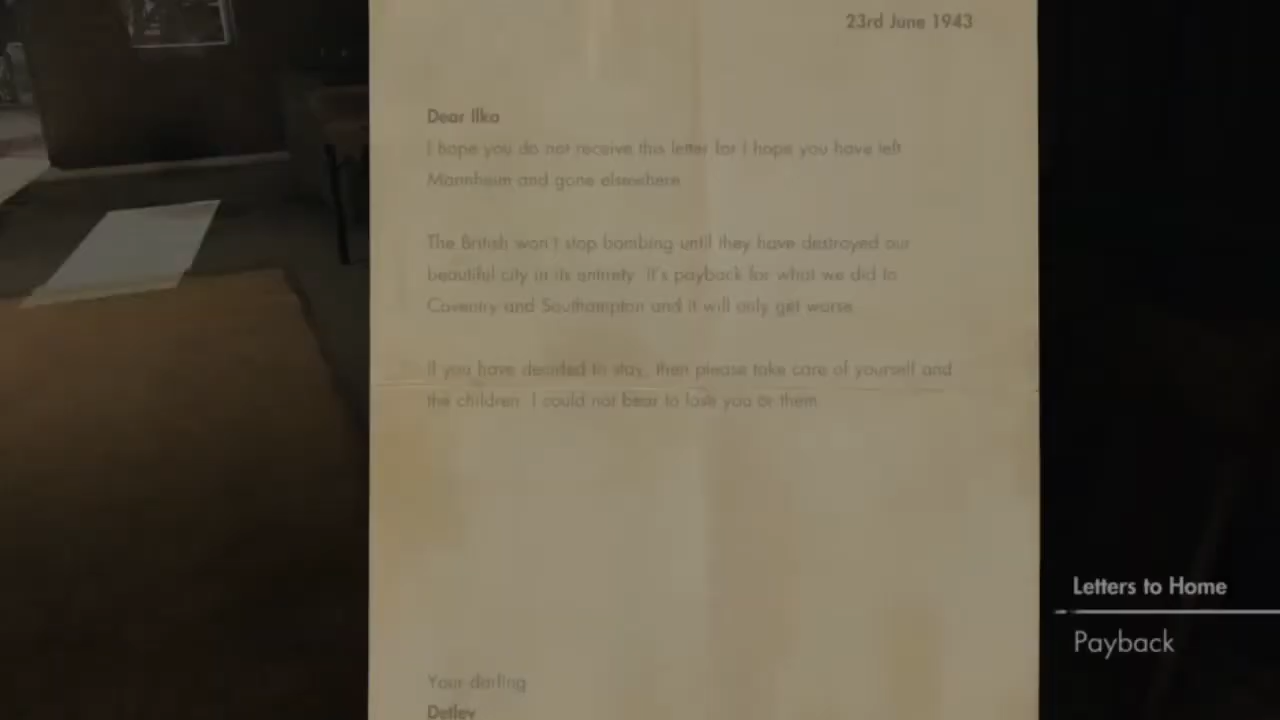 23rd June 1943
Dear Ilka
I hope you do not receive this letter for I hope you have left
Mannheim and gone elsewhere
The British won't stop bombing until they have destroyed our
beautiful city in its entirety. It's payback for what we did to
Coventry and Southampton and it will only get worse
If you have decided to stay, then please take care of yourself and
the children. I could not bear to lose you or them
Your darling
Detlev
Letters to Home
Payback